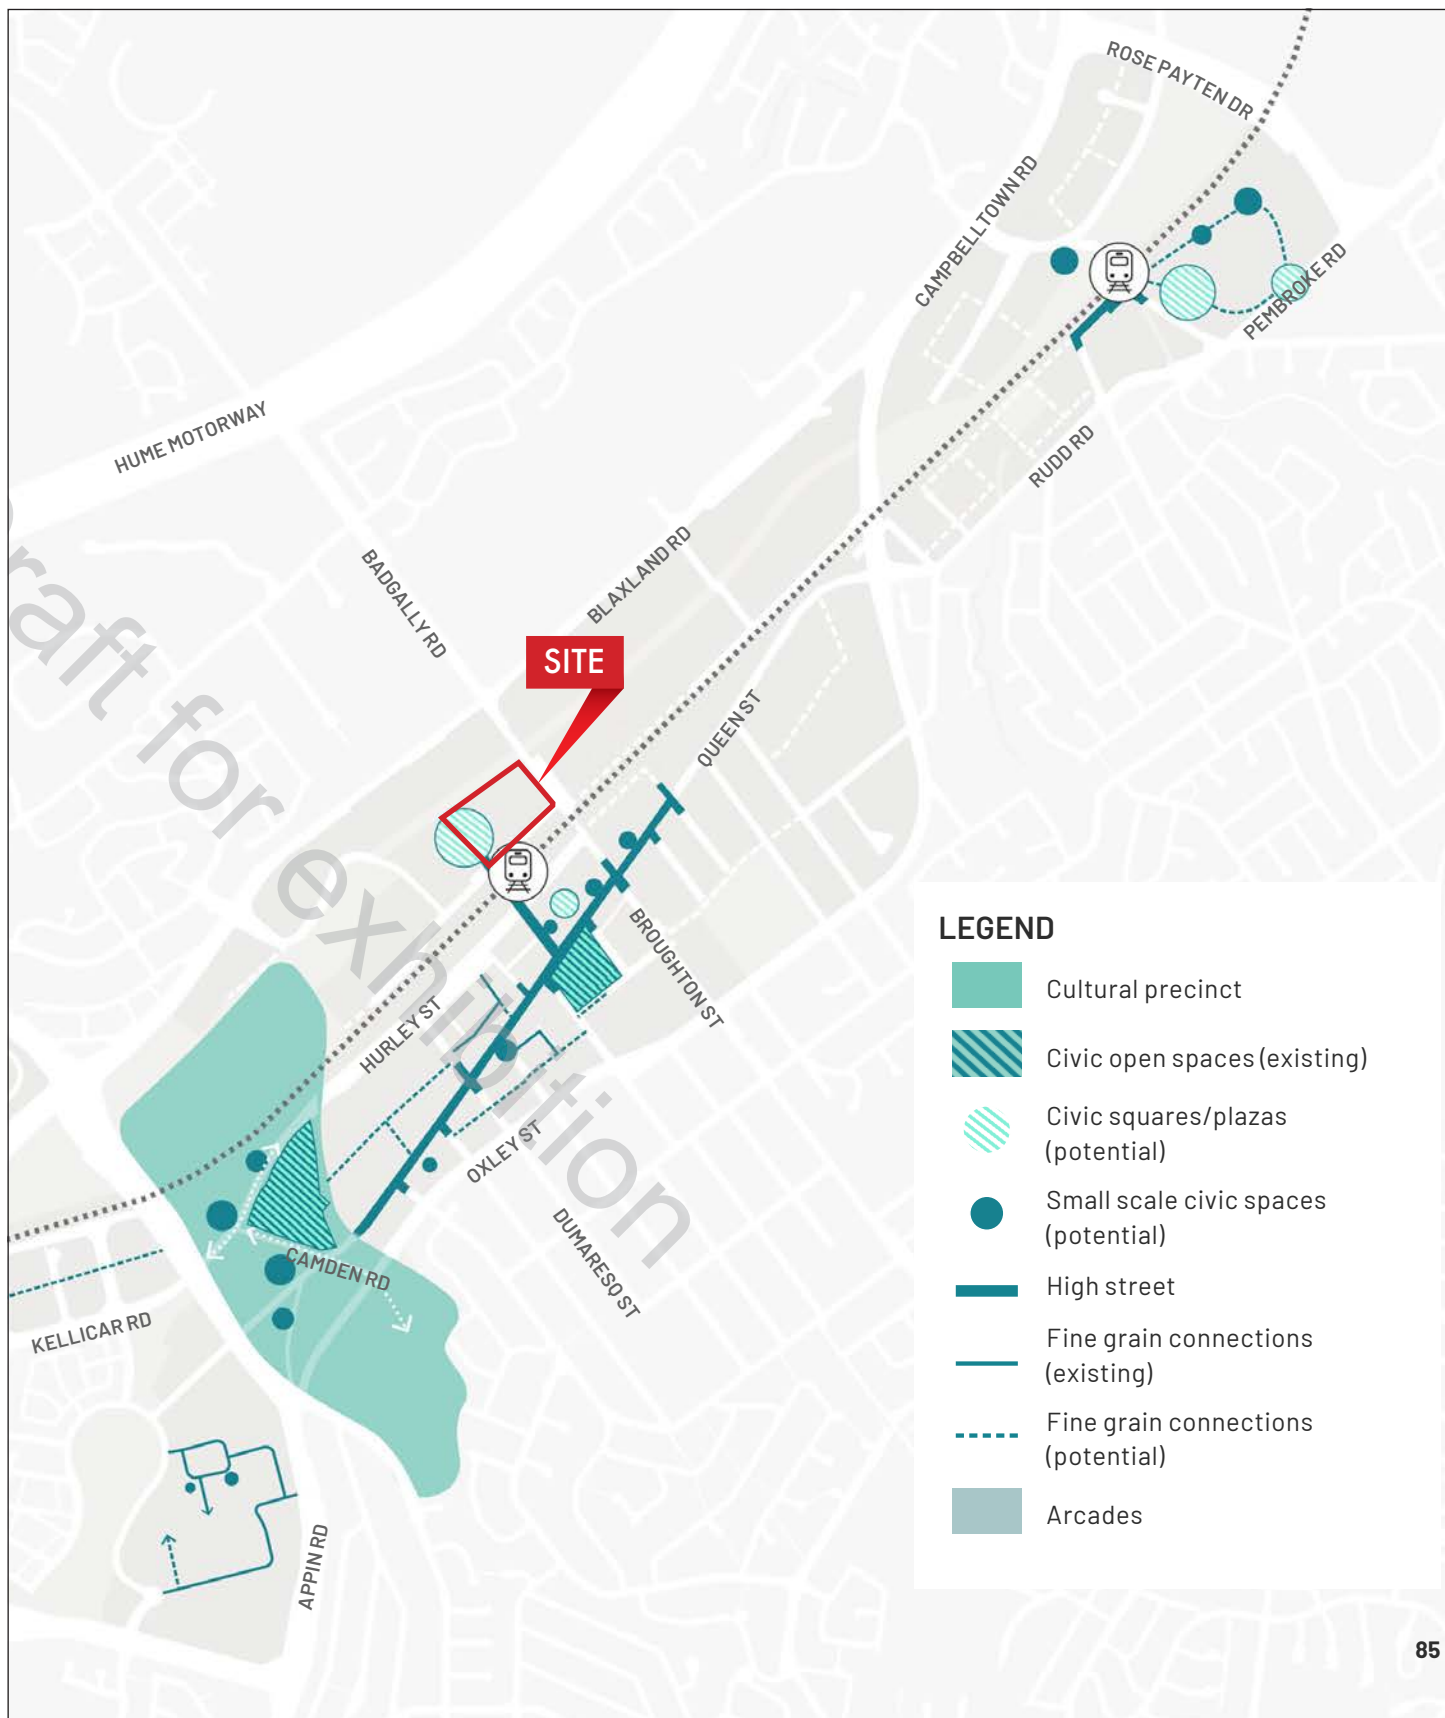 ROSE PAYTEN DR
CAMPBELLTOWN RD
PEMBROKE RD
HUME MOTORWAY
RUDD RD
BADGALLY RD
BLAXLAND RD
SITE
QUEEN ST
raft for exhibition
BROUGHTON ST
HURLEY ST
OXLEY ST
DUMARESQ ST
CAMDEN RD
KELLICAR RD
APPIN RD
LEGEND
Cultural precinct
Civic open spaces (existing)
Civic squares/plazas
(potential)
Small scale civic spaces
(potential)
High street
Fine grain connections
(existing)
Fine grain connections
(potential)
Arcades
85